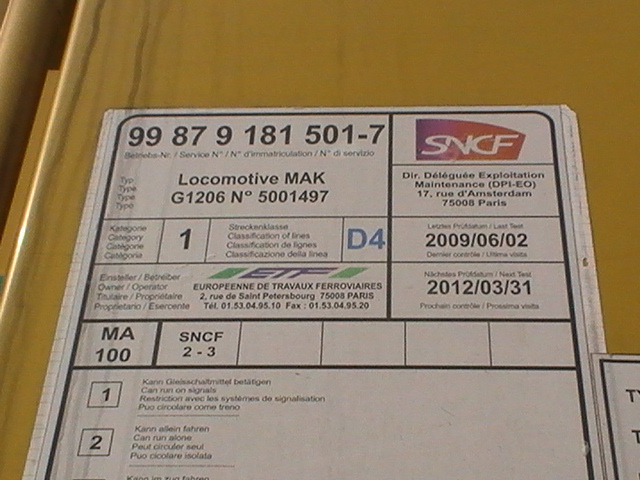 99 87 9 181 501-7
Betriebs-Nr. / Service N° / N° d'immatriculation / N° di servizio
SNCF
Dir. Déléguée Exploitation
Maintenance (DPI-EO)
17, rue d'Amsterdam
75008 Paris
Typ
Type
Type
Tipo
Locomotive MAK
G1206 N° 5001497
Kategorie
Category
Catégorie
Categoria
1
Streckenklasse
Classification of lines
Classification de lignes
Classificazione della linea
D4
Letztes Prüfdatum / Last Test
2009/06/02
Dernier contrôle / Ultima visita
Einsteller / Betreiber
Owner / Operator
Titulaire / Propriétaire
Proprietario / Esercente
ETF
EUROPEENNE DE TRAVAUX FERROVIAIRES
2, rue de Saint Petersbourg 75008 PARIS
Tél. 01.53.04.95.10 Fax : 01.53.04.95.20
Nächstes Prüfdatum / Next Test
2012/03/31
Prochain contrôle / Prossima visita
MA
100
SNCF
2 - 3
1
Kann Gleisschaltmittel betätigen
Can run on signals
Restriction avec les systèmes de signalisation
Puo circolare come treno
2
Kann allein fahren
Can run alone
Peut circuler seul
Puo cicolare isolata
Kann im zug fahren